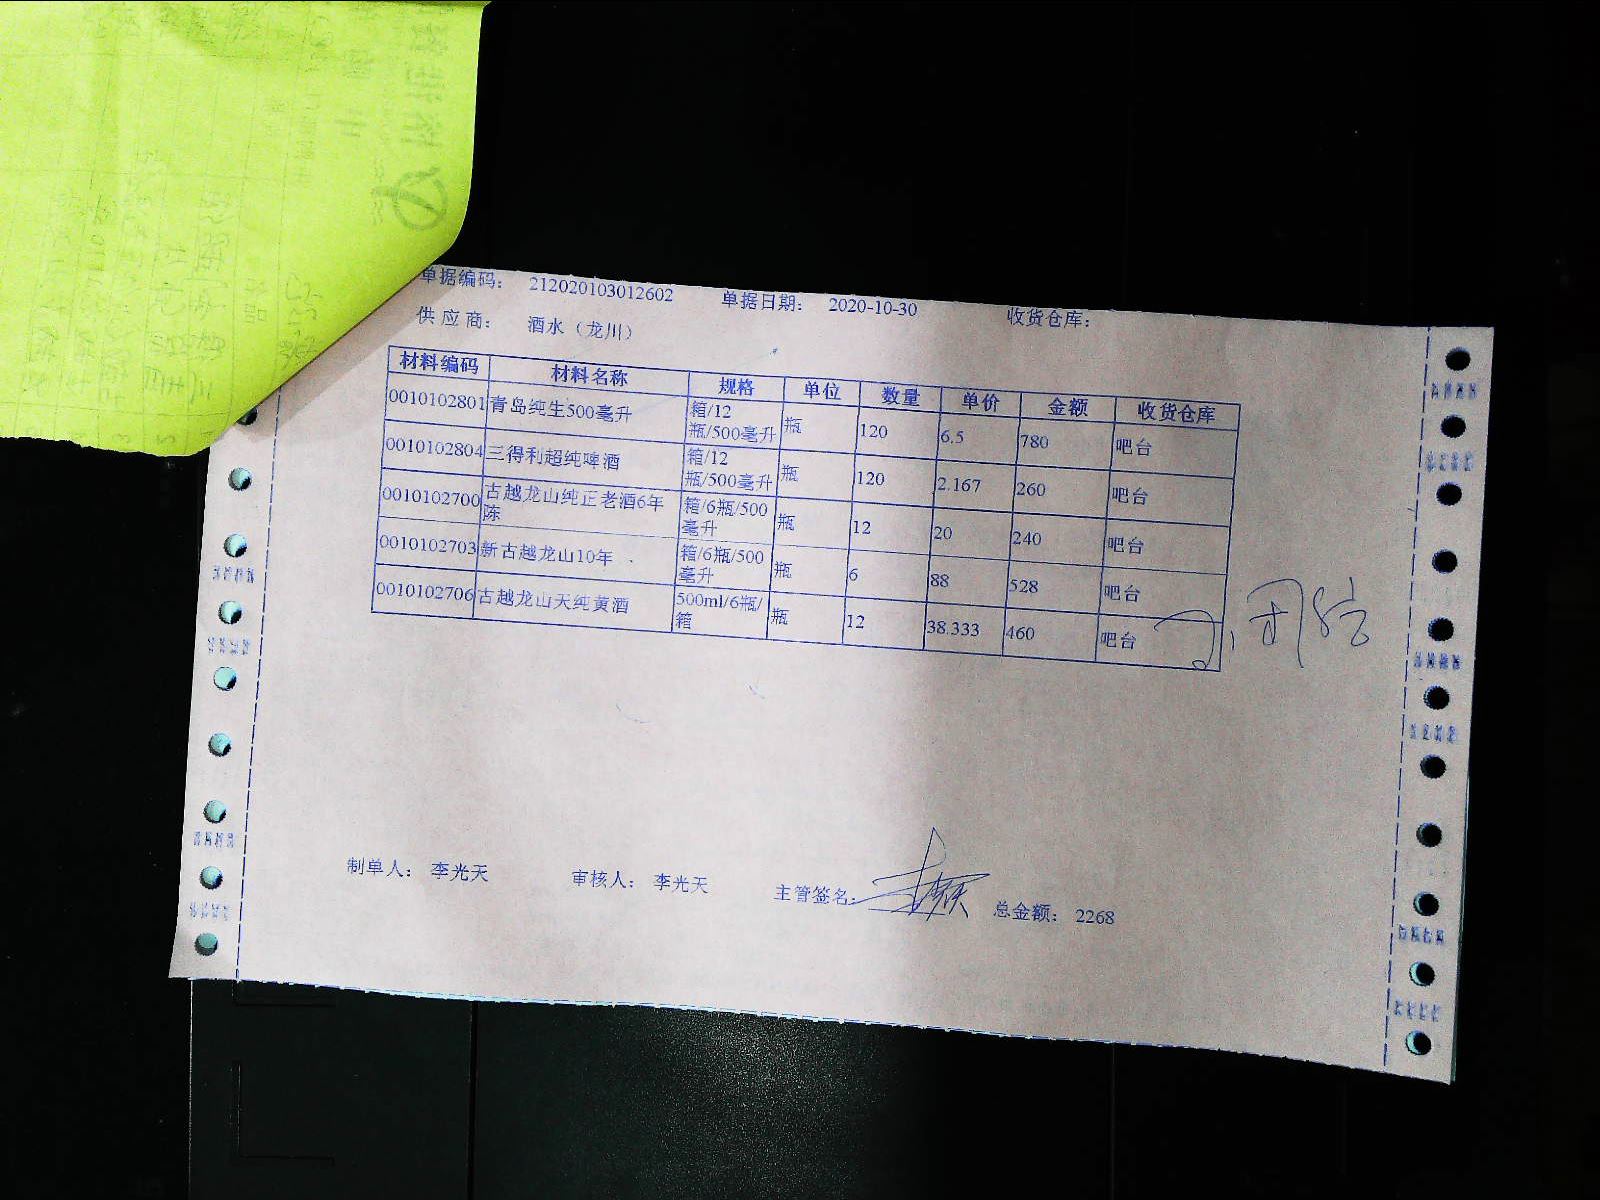 单据编码： 212020103012602 单据日期： 2020-10-30 收货仓库：
供应商： 酒水（龙川）
材料编码 材料名称 规格 单位 数量 单价 金额 收货仓库
0010102801 青岛纯生500毫升 箱/12瓶/500毫升 瓶 120 6.5 780 吧台
0010102804 三得利超纯啤酒 箱/12瓶/500毫升 瓶 120 2.167 260 吧台
0010102700 古越龙山纯正老酒6年陈 箱/6瓶/500毫升 瓶 12 20 240 吧台
0010102703 新古越龙山10年 箱/6瓶/500毫升 瓶 6 88 528 吧台
0010102706 古越龙山天纯黄酒 500ml/6瓶/箱 瓶 12 38.333 460 吧台
制单人： 李光天 审核人： 李光天 主管签名： 总金额： 2268